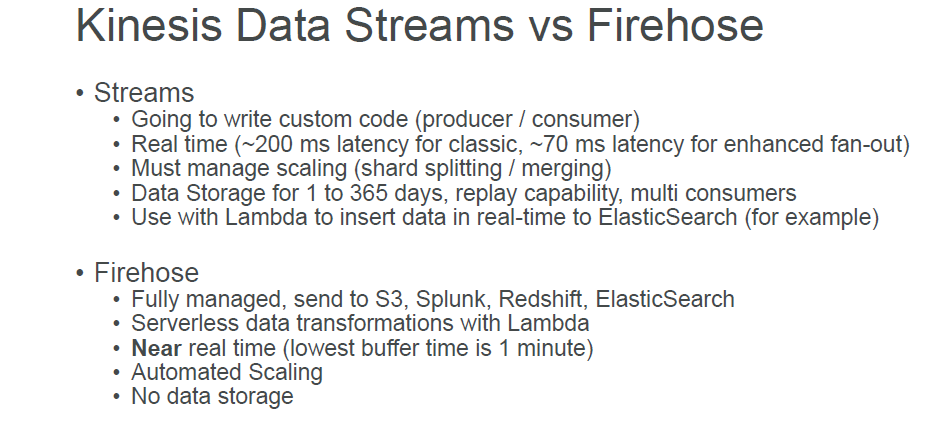 Kinesis Data Streams vs Firehose
• Streams
• Going to write custom code (producer / consumer)
• Real time (~200 ms latency for classic, ~70 ms latency for enhanced fan-out)
• Must manage scaling (shard splitting / merging)
• Data Storage for 1 to 365 days, replay capability, multi consumers
• Use with Lambda to insert data in real-time to ElasticSearch (for example)
• Firehose
• Fully managed, send to S3, Splunk, Redshift, ElasticSearch
• Serverless data transformations with Lambda
• Near real time (lowest buffer time is 1 minute)
• Automated Scaling
• No data storage